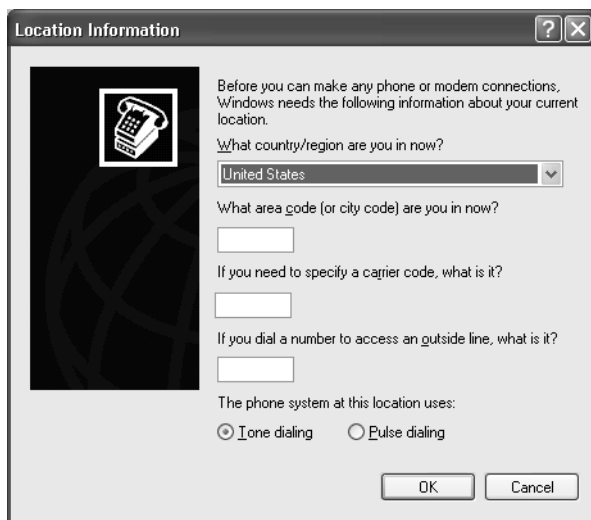 Location Information
Before you can make any phone or modem connections,
Windows needs the following information about your current
location.
What country/region are you in now?
United States
What area code (or city code) are you in now?
If you need to specify a carrier code, what is it?
If you dial a number to access an outside line, what is it?
The phone system at this location uses:
Tone dialing Pulse dialing
OK Cancel